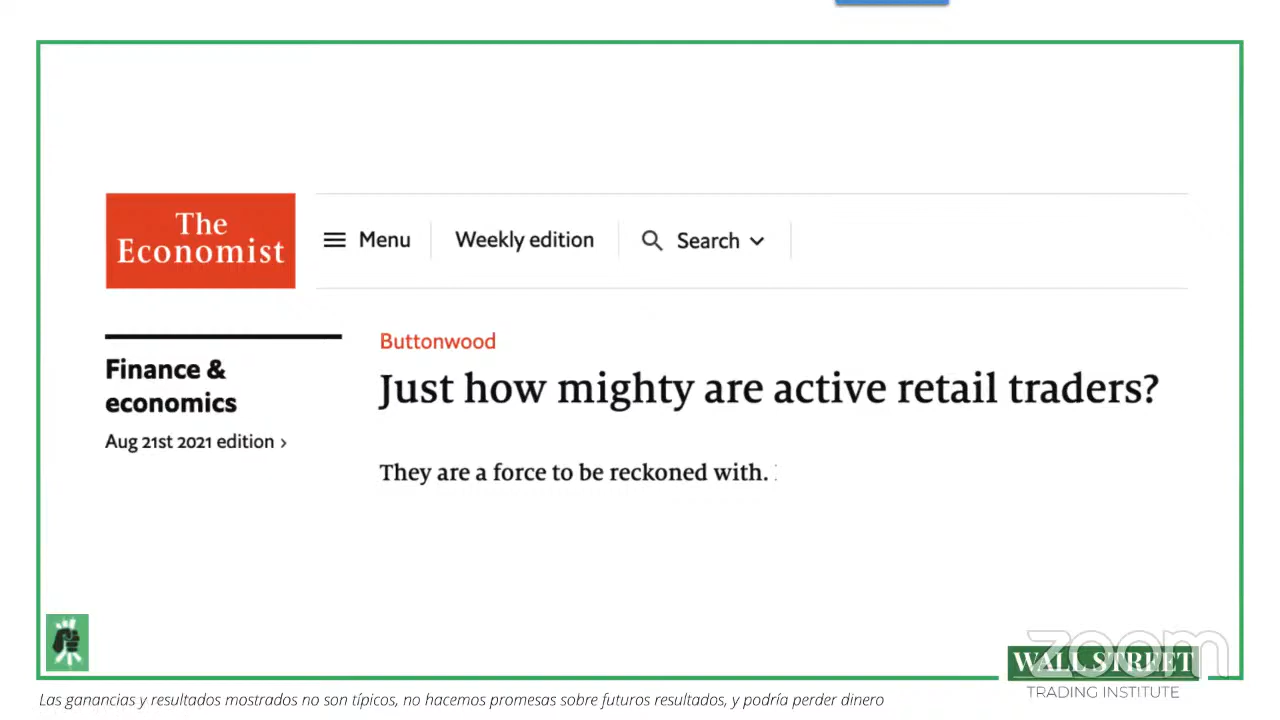 The
Economist
Menu
Weekly edition
Search
Finance &
economics
Aug 21st 2021 edition ›
Buttonwood
Just how mighty are active retail traders?
They are a force to be reckoned with.
zoom
WALL STREET
TRADING INSTITUTE
Las ganancias y resultados mostrados no son típicos, no hacemos promesas sobre futuros resultados, y podría perder dinero